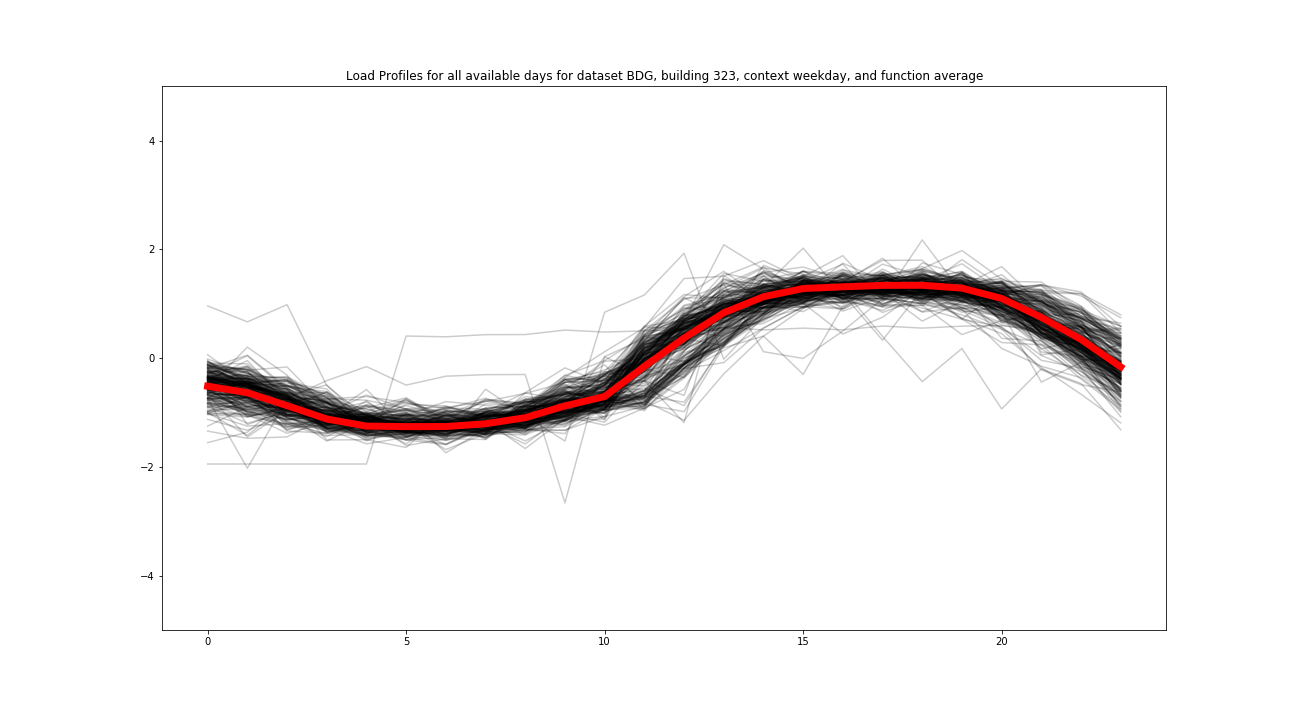 Load Profiles for all available days for dataset BDG, building 323, context weekday, and function average
4
2
0
−2
−4
0 5 10 15 20